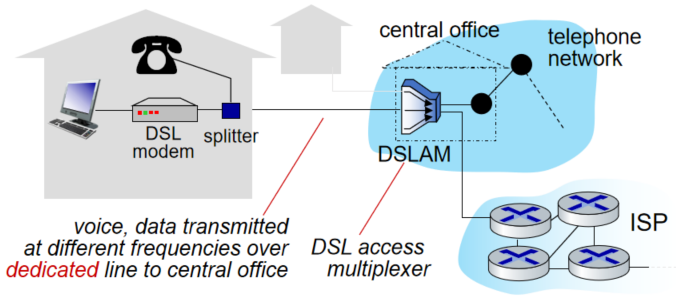 central office
telephone
network
DSL
modem
splitter
DSLAM
voice, data transmitted
at different frequencies over
dedicated line to central office
DSL access
multiplexer
ISP